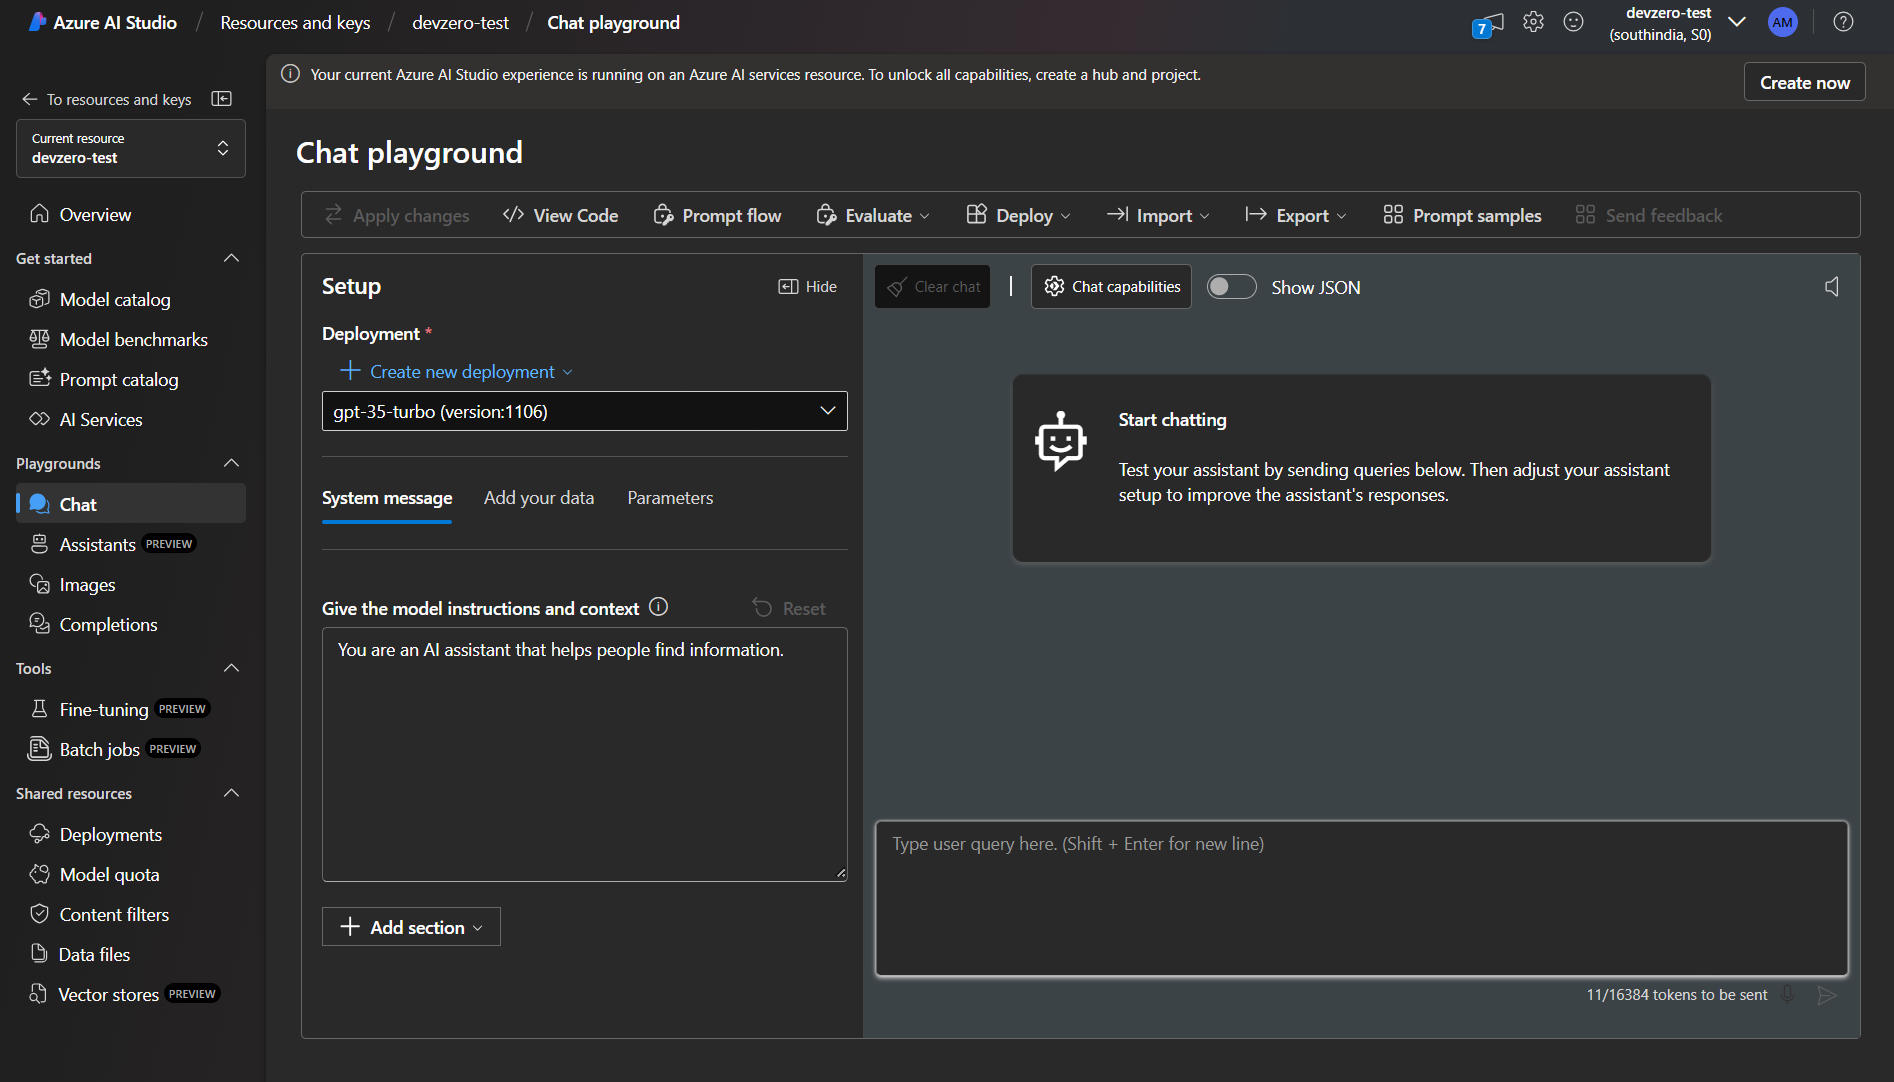 Azure AI Studio / Resources and keys / devzero-test / Chat playground
7
devzero-test
(southindia, S0)
AM
Your current Azure AI Studio experience is running on an Azure AI services resource. To unlock all capabilities, create a hub and project.
Create now
To resources and keys
Current resource
devzero-test
Overview
Get started
Model catalog
Model benchmarks
Prompt catalog
AI Services
Playgrounds
Chat
Assistants PREVIEW
Images
Completions
Tools
Fine-tuning PREVIEW
Batch jobs PREVIEW
Shared resources
Deployments
Model quota
Content filters
Data files
Vector stores PREVIEW
Chat playground
Apply changes
View Code
Prompt flow
Evaluate
Deploy
Import
Export
Prompt samples
Send feedback
Setup
Hide
Deployment *
Create new deployment
gpt-35-turbo (version:1106)
System message
Add your data
Parameters
Give the model instructions and context
Reset
You are an AI assistant that helps people find information.
Add section
Clear chat
Chat capabilities
Show JSON
Start chatting
Test your assistant by sending queries below. Then adjust your assistant
setup to improve the assistant's responses.
Type user query here. (Shift + Enter for new line)
11/16384 tokens to be sent